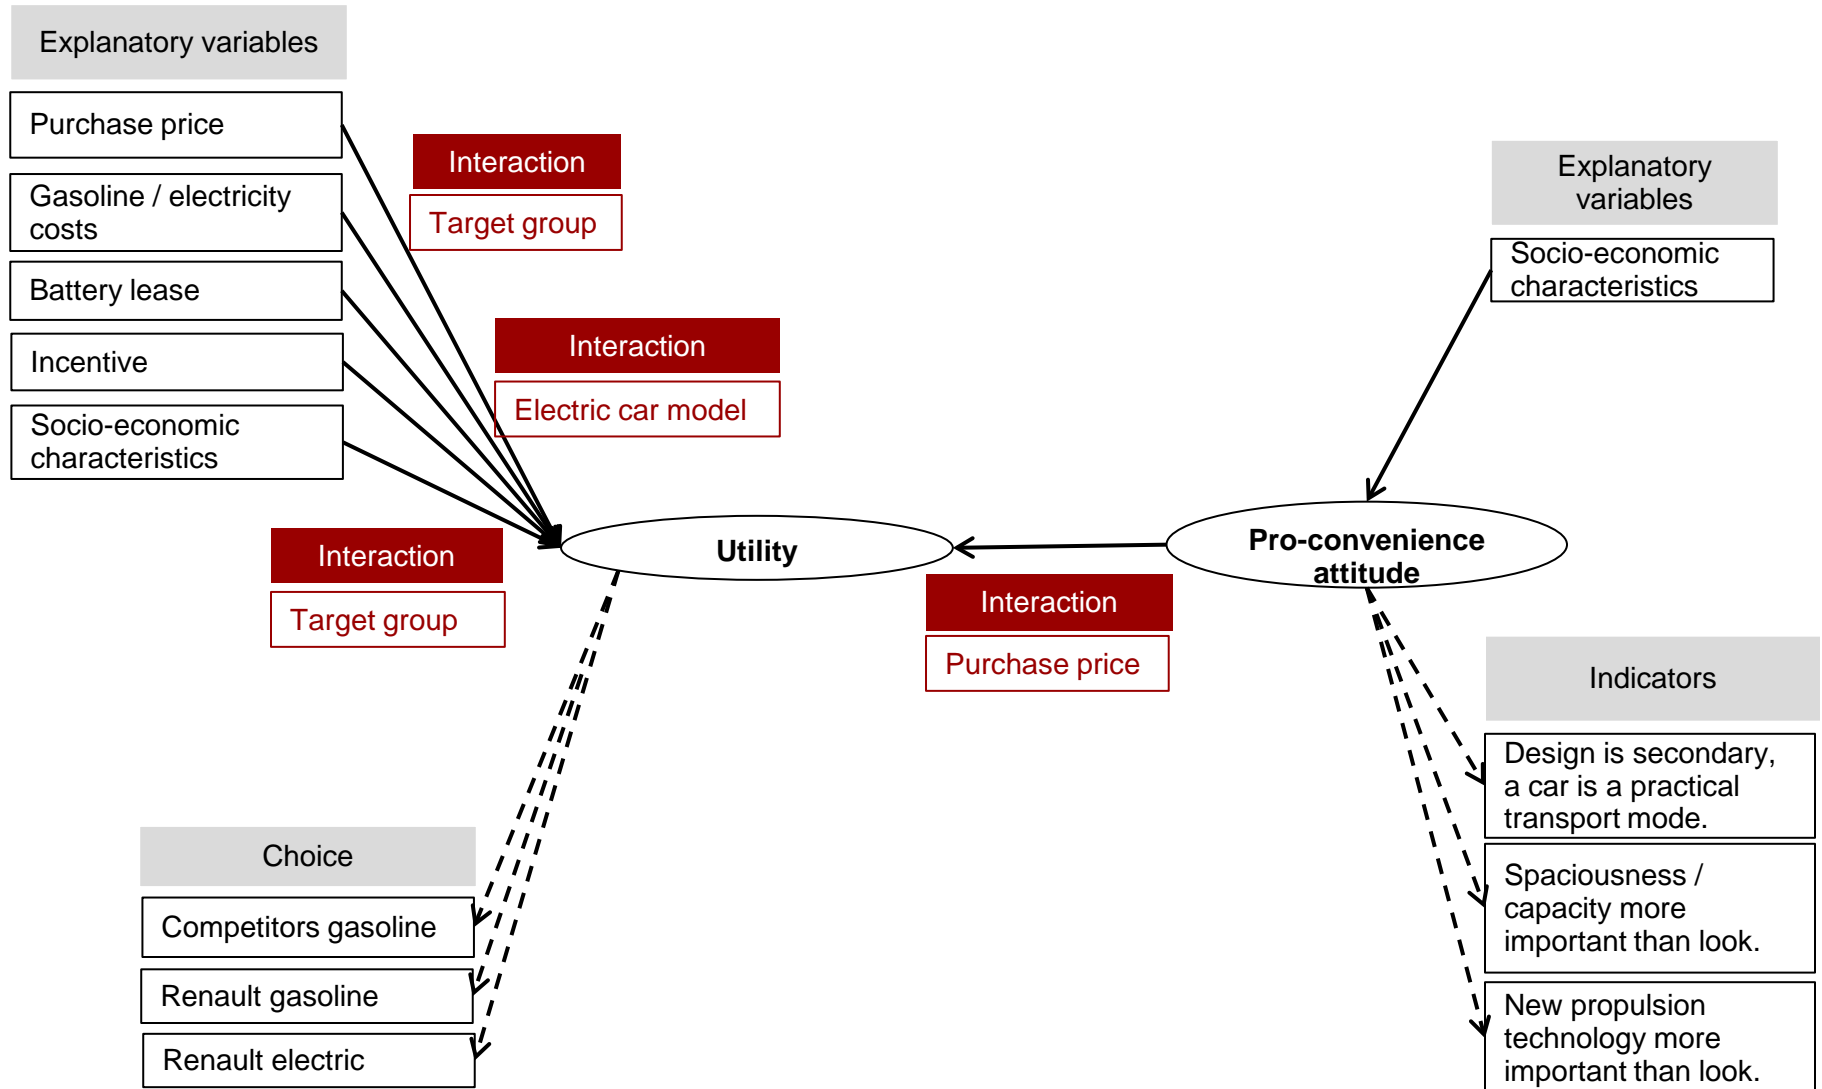 Explanatory variables
Purchase price
Gasoline / electricity
costs
Battery lease
Incentive
Socio-economic
characteristics
Interaction
Target group
Interaction
Electric car model
Interaction
Target group
Utility
Interaction
Purchase price
Explanatory
variables
Socio-economic
characteristics
Pro-convenience
attitude
Choice
Competitors gasoline
Renault gasoline
Renault electric
Indicators
Design is secondary,
a car is a practical
transport mode.
Spaciousness /
capacity more
important than look.
New propulsion
technology more
important than look.